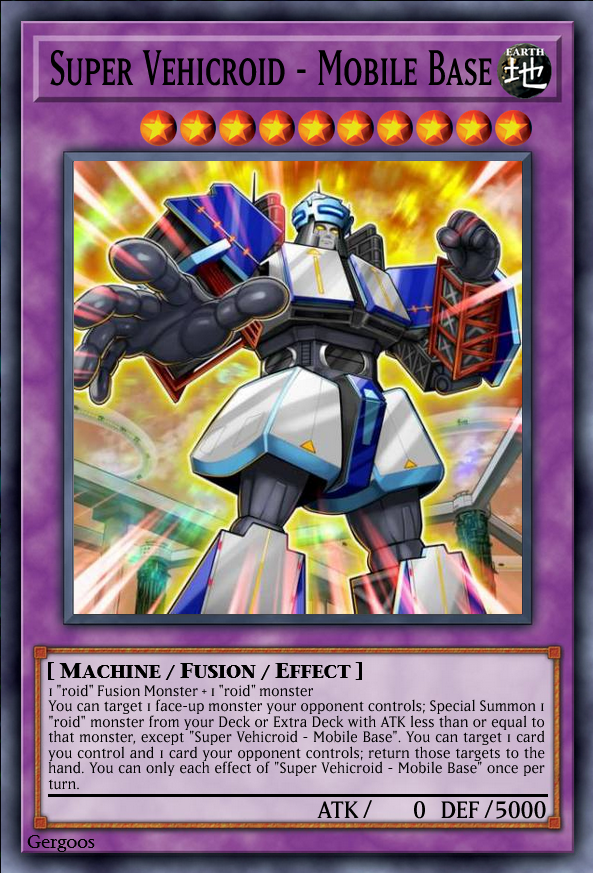 Super Vehicroid - Mobile Base
EARTH
地
[ Machine / Fusion / Effect ]
1 "roid" Fusion Monster + 1 "roid" monster
You can target 1 face-up monster your opponent controls; Special Summon 1
"roid" monster from your Deck or Extra Deck with ATK less than or equal to
that monster, except "Super Vehicroid - Mobile Base". You can target 1 card
you control and 1 card your opponent controls; return those targets to the
hand. You can only each effect of "Super Vehicroid - Mobile Base" once per
turn.
ATK / 0 DEF /5000
Gergoos